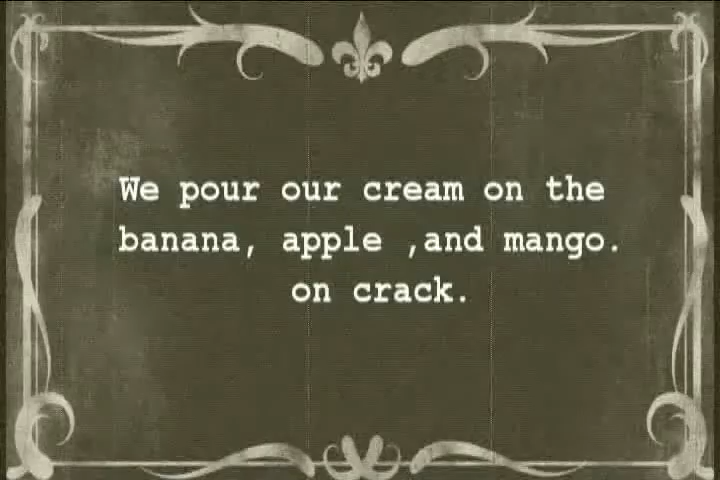 We pour our cream on the
banana, apple ,and mango.
on crack.